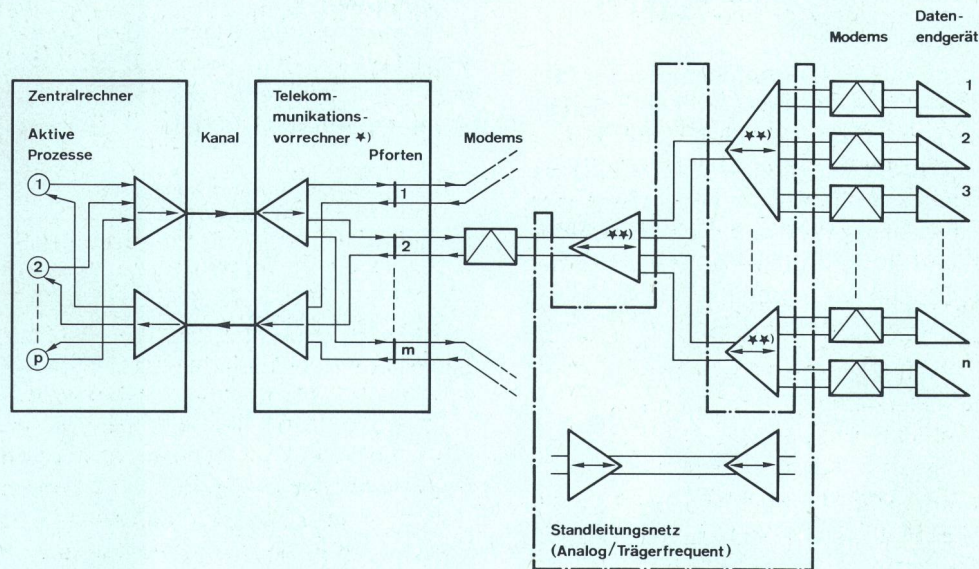 Zentralrechner
Aktive
Prozesse
1
2
p
Kanal
Telekom-
munikations-
vorrechner *)
Pforten
1
2
m
Modems
**)
**)
**)
Modems
Daten-
endgerät
1
2
3
n
Standleitungsnetz
(Analog/Trägerfrequent)